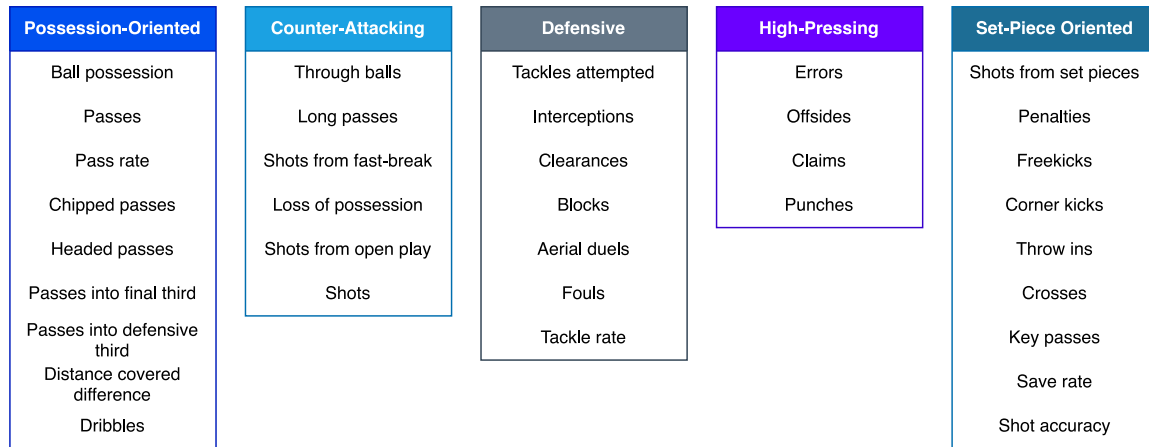 Possession-Oriented
Ball possession
Passes
Pass rate
Chipped passes
Headed passes
Passes into final third
Passes into defensive
third
Distance covered
difference
Dribbles
Counter-Attacking
Through balls
Long passes
Shots from fast-break
Loss of possession
Shots from open play
Shots
Defensive
Tackles attempted
Interceptions
Clearances
Blocks
Aerial duels
Fouls
Tackle rate
High-Pressing
Errors
Offsides
Claims
Punches
Set-Piece Oriented
Shots from set pieces
Penalties
Freekicks
Corner kicks
Throw ins
Crosses
Key passes
Save rate
Shot accuracy